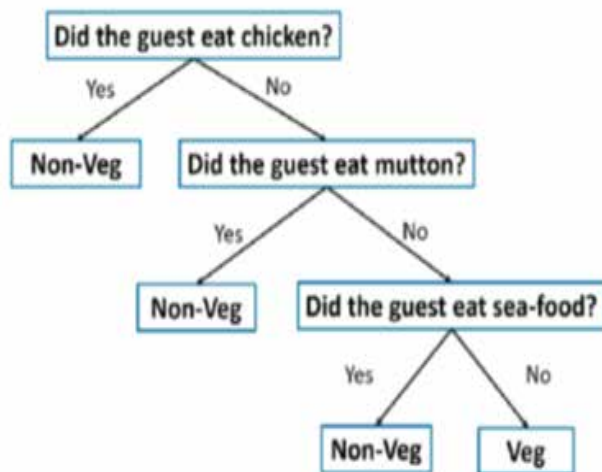 Did the guest eat chicken?
Yes
No
Non-Veg
Did the guest eat mutton?
Yes
No
Non-Veg
Did the guest eat sea-food?
Yes
No
Non-Veg
Veg